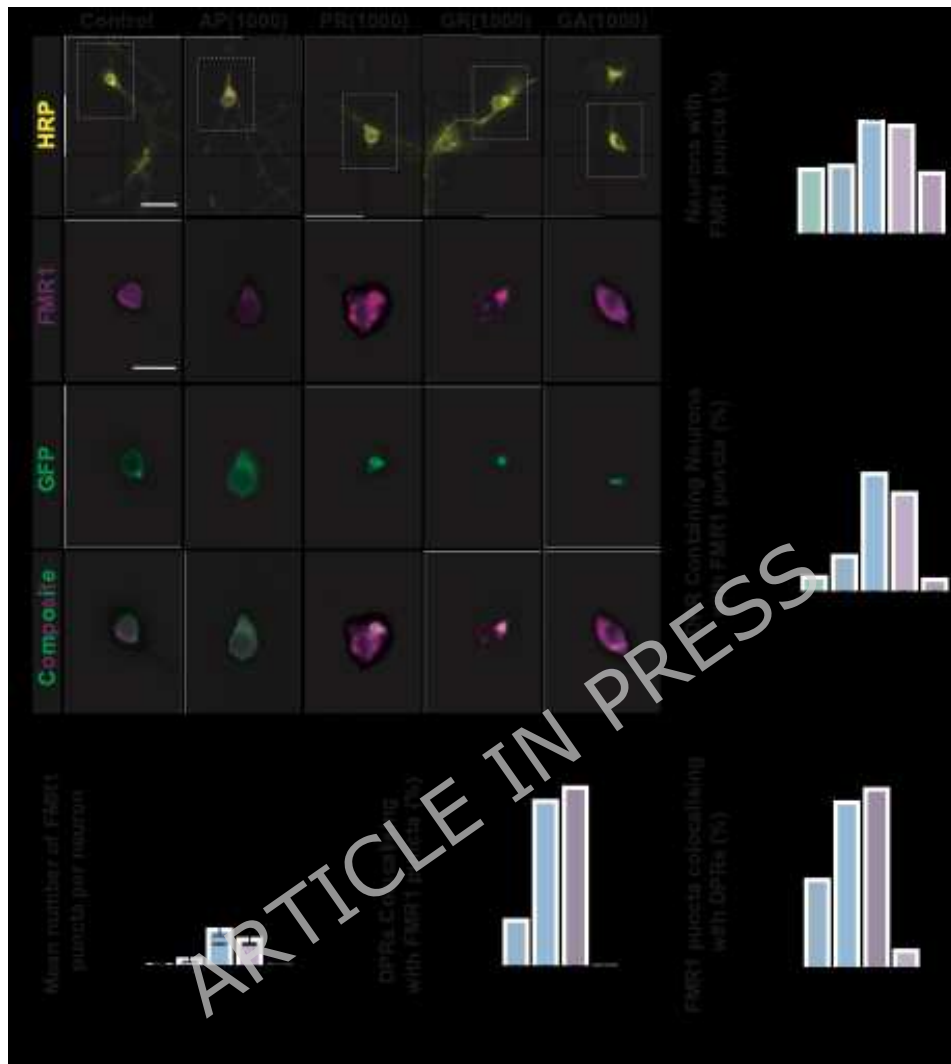 Control AP(1000) PR(1000) GR(1000) GA(1000)
HRP
FMR1
GFP
Composite
Neurons with
FMR1 puncta (%)
DPR Containing Neurons
with FMR1 puncta (%)
Mean number of FMR1
puncta per neuron
DPRs Colocalising
with FMR1 puncta (%)
FMR1 puncta colocalising
with DPRs (%)
ARTICLE IN PRESS